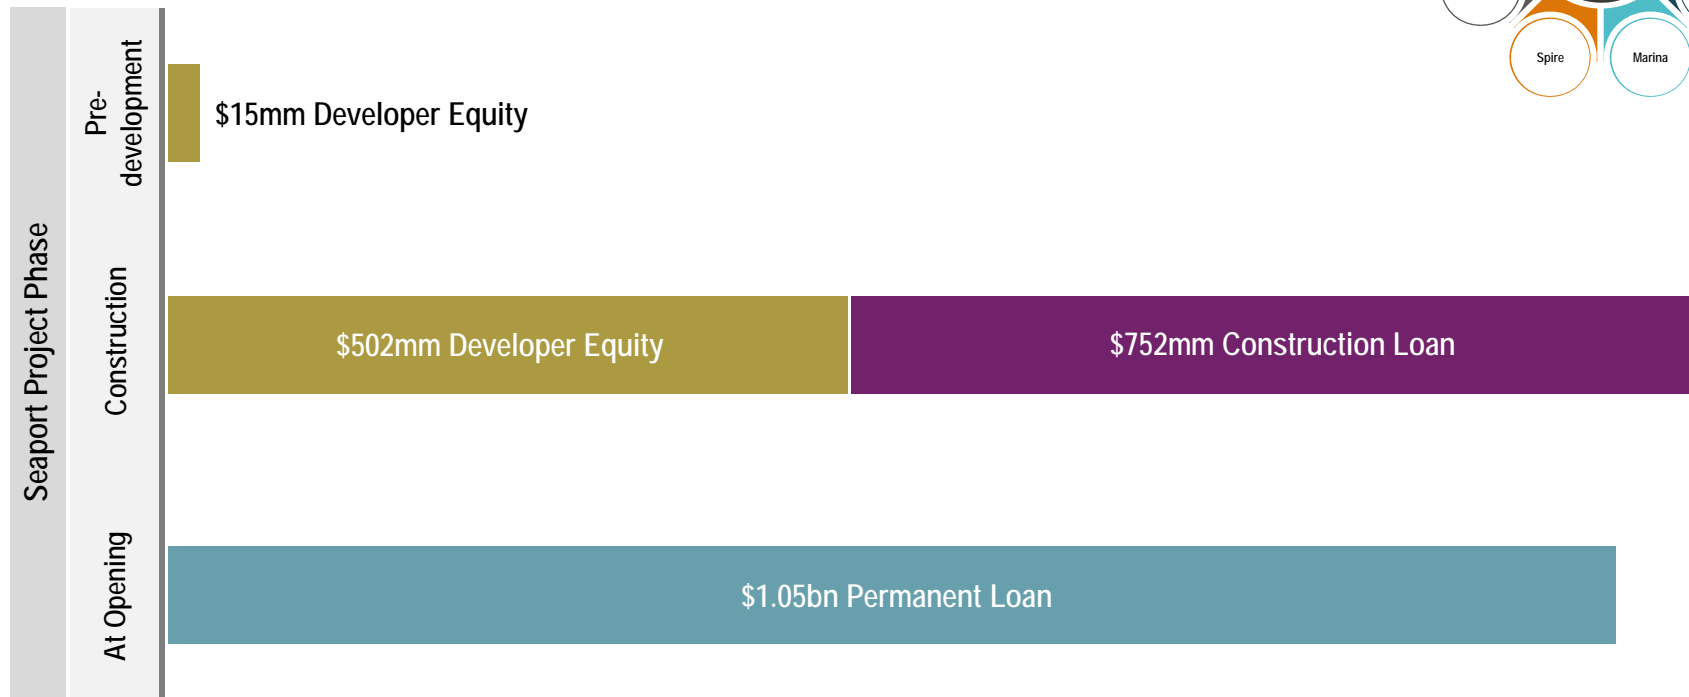 Spire
Marina
Seaport Project Phase
Pre-
development
$15mm Developer Equity
Construction
$502mm Developer Equity
$752mm Construction Loan
At Opening
$1.05bn Permanent Loan